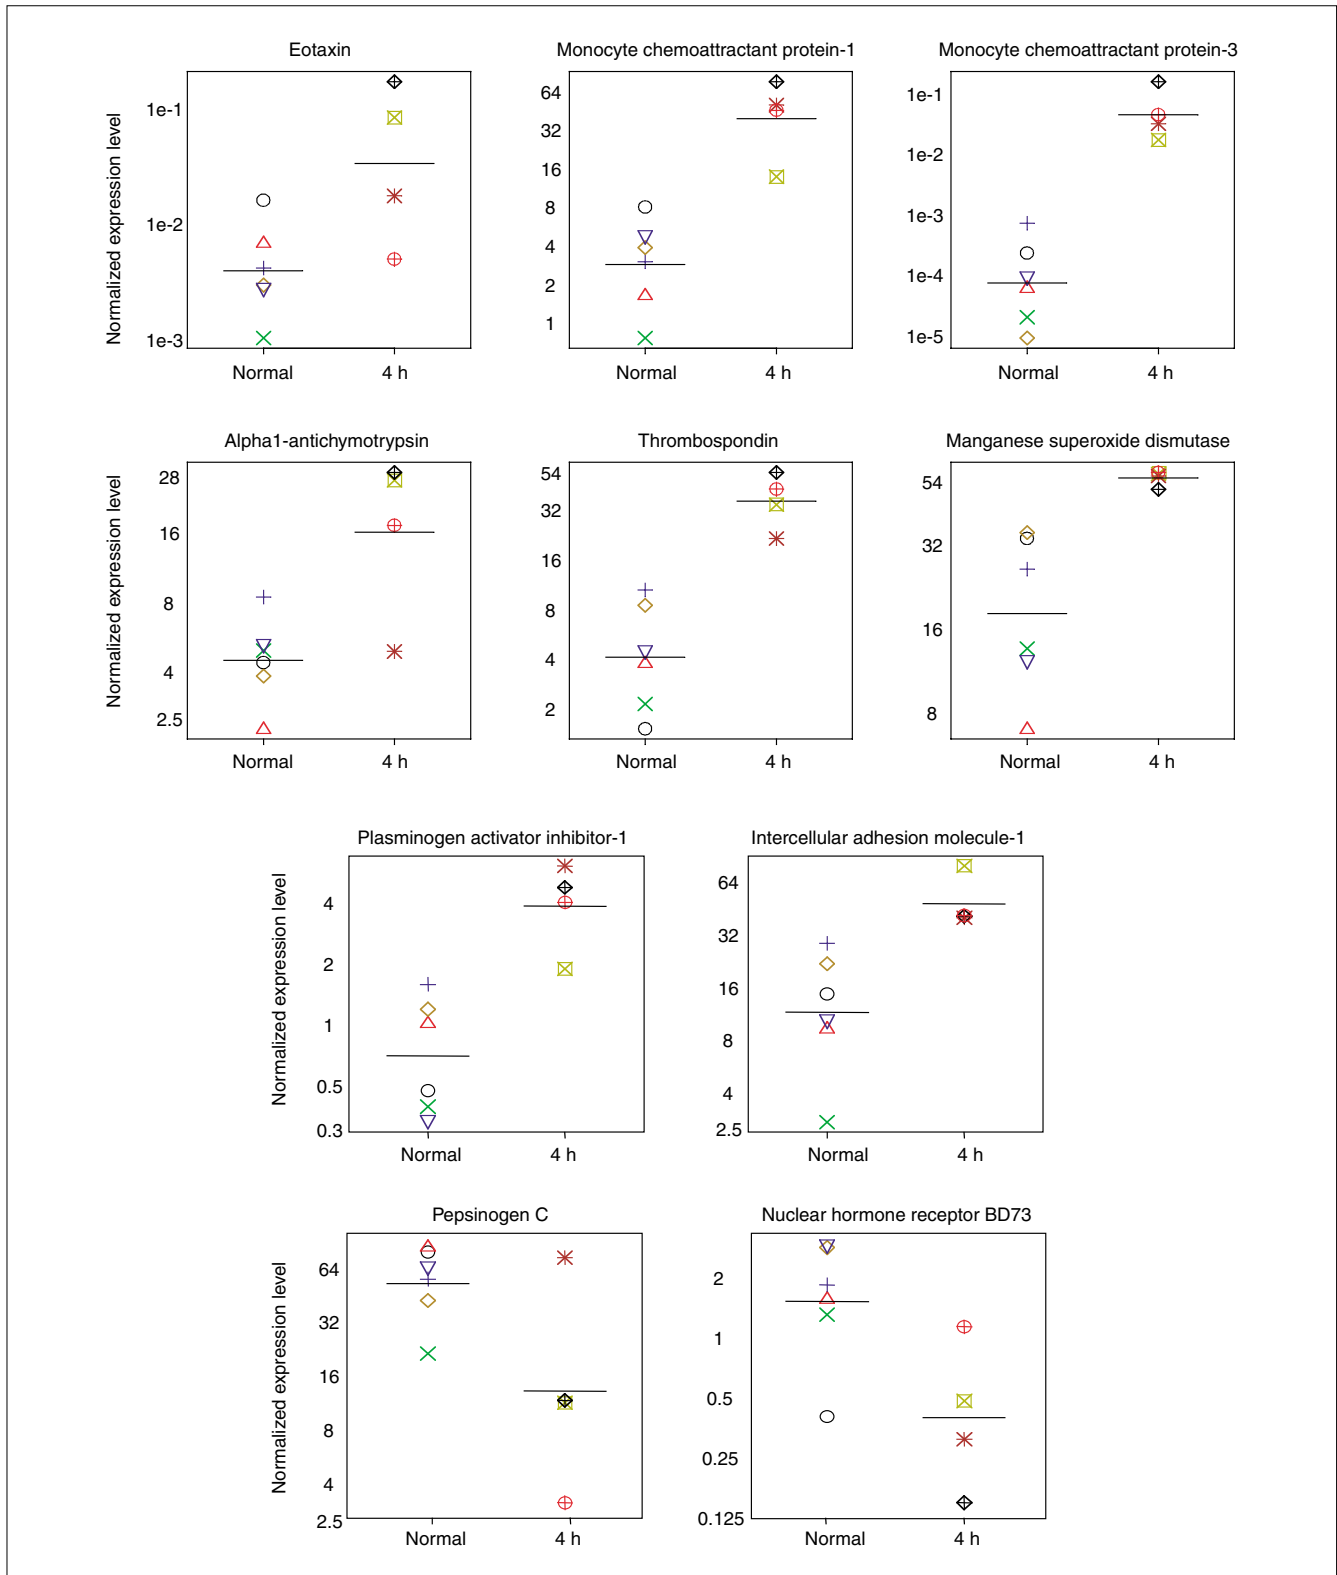 Eotaxin
Monocyte chemoattractant protein-1
Monocyte chemoattractant protein-3
Normalized expression level
1e-1
1e-2
1e-3
Normal
4 h
64
32
16
8
4
2
1
Normal
4 h
1e-1
1e-2
1e-3
1e-4
1e-5
Normal
4 h
Alpha1-antichymotrypsin
Thrombospondin
Manganese superoxide dismutase
Normalized expression level
28
16
8
4
2.5
Normal
4 h
54
32
16
8
4
2
Normal
4 h
54
32
16
8
Normal
4 h
Plasminogen activator inhibitor-1
Intercellular adhesion molecule-1
Normalized expression level
4
2
1
0.5
0.3
Normal
4 h
64
32
16
8
4
2.5
Normal
4 h
Pepsinogen C
Nuclear hormone receptor BD73
Normalized expression level
64
32
16
8
4
2.5
Normal
4 h
2
1
0.5
0.25
0.125
Normal
4 h